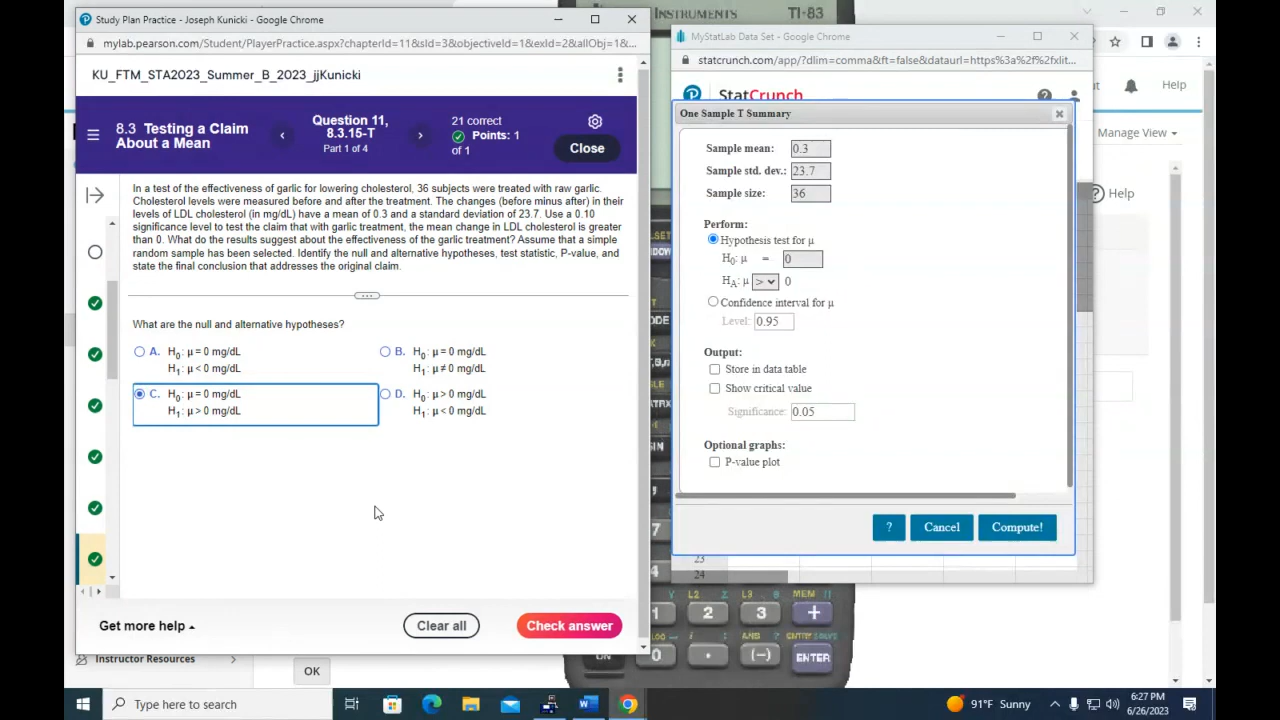 Study Plan Practice - Joseph Kunicki - Google Chrome
mylab.pearson.com/Student/PlayerPractice.aspx?chapterId=11&sId=3&objectiveId=1&exId=2&allObj=1&...
KU_FTM_STA2023_Summer_B_2023_jjKunicki
8.3 Testing a Claim
About a Mean
Question 11,
8.3.15-T
Part 1 of 4
21 correct
Points: 1
of 1
Close
In a test of the effectiveness of garlic for lowering cholesterol, 36 subjects were treated with raw garlic.
Cholesterol levels were measured before and after the treatment. The changes (before minus after) in their
levels of LDL cholesterol (in mg/dL) have a mean of 0.3 and a standard deviation of 23.7. Use a 0.10
significance level to test the claim that with garlic treatment, the mean change in LDL cholesterol is greater
than 0. What do the results suggest about the effectiveness of the garlic treatment? Assume that a simple
random sample has been selected. Identify the null and alternative hypotheses, test statistic, P-value, and
state the final conclusion that addresses the original claim.
What are the null and alternative hypotheses?
A. H0: μ = 0 mg/dL
H1: μ < 0 mg/dL
B. H0: μ = 0 mg/dL
H1: μ ≠ 0 mg/dL
C. H0: μ = 0 mg/dL
H1: μ > 0 mg/dL
D. H0: μ > 0 mg/dL
H1: μ < 0 mg/dL
Get more help
Clear all
Check answer
Instructor Resources
OK
INSTRUMENTS TI-83
MyStatLab Data Set - Google Chrome
statcrunch.com/app/?dlim=comma&ft=false&dataurl=https%3a%2f%2fxlit...
StatCrunch
One Sample T Summary
Sample mean: 0.3
Sample std. dev.: 23.7
Sample size: 36
Perform:
Hypothesis test for μ
H0: μ = 0
HA: μ > 0
Confidence interval for μ
Level: 0.95
Output:
Store in data table
Show critical value
Significance: 0.05
Optional graphs:
P-value plot
?
Cancel
Compute!
23
24
Help
Manage View
Help
7
4
L2 Z
L3 θ
MEM
1
2
3
+
ANS ?
ENTRY
0
.
(-)
ENTER
ON
Type here to search
91°F Sunny
6:27 PM
6/26/2023